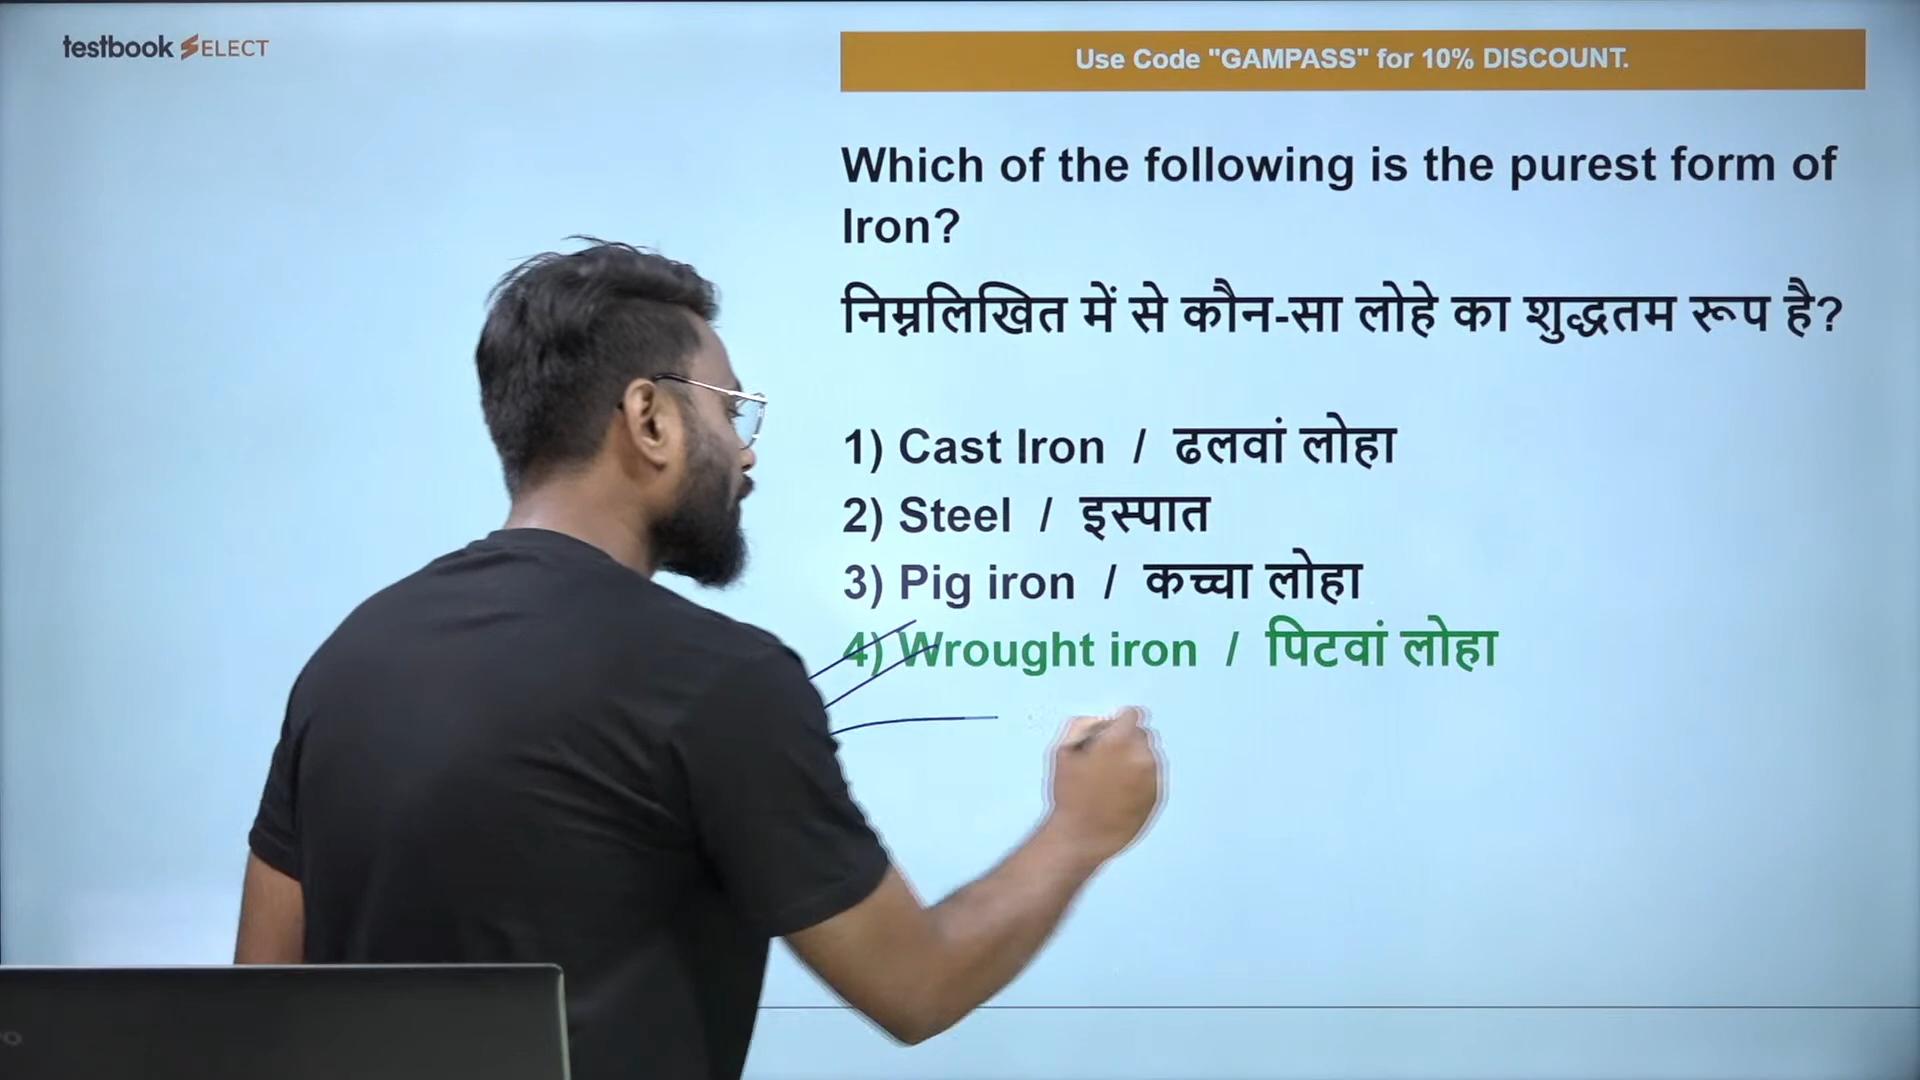 testbook SELECT
Use Code "GAMPASS" for 10% DISCOUNT.
Which of the following is the purest form of
Iron?
निम्नलिखित में से कौन-सा लोहे का शुद्धतम रूप है?
1) Cast Iron / ढलवां लोहा
2) Steel / इस्पात
3) Pig iron / कच्चा लोहा
4) Wrought iron / पिटवां लोहा